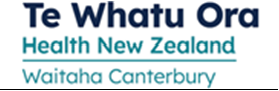 Te Whatu Ora
Health New Zealand
Waitaha Canterbury